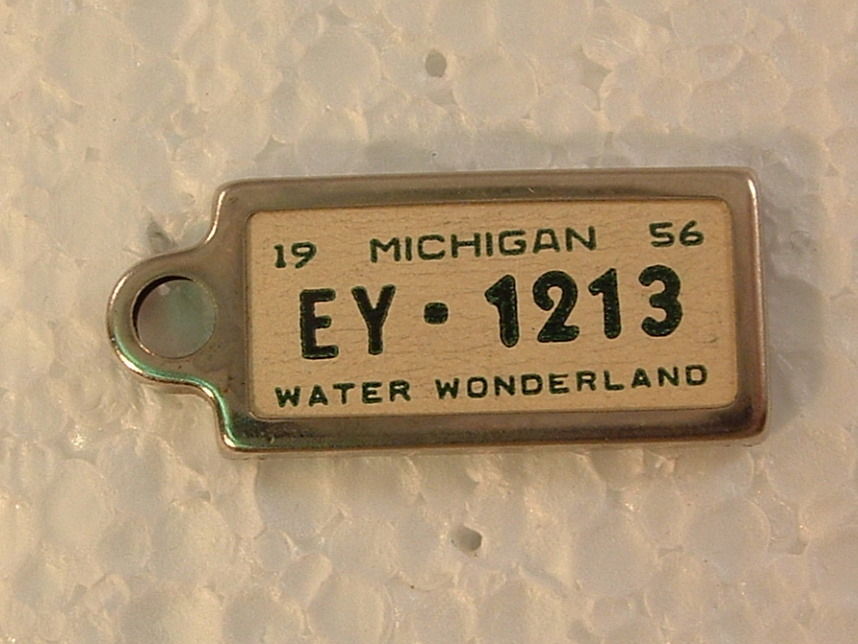 19 MICHIGAN 56
EY • 1213
WATER WONDERLAND